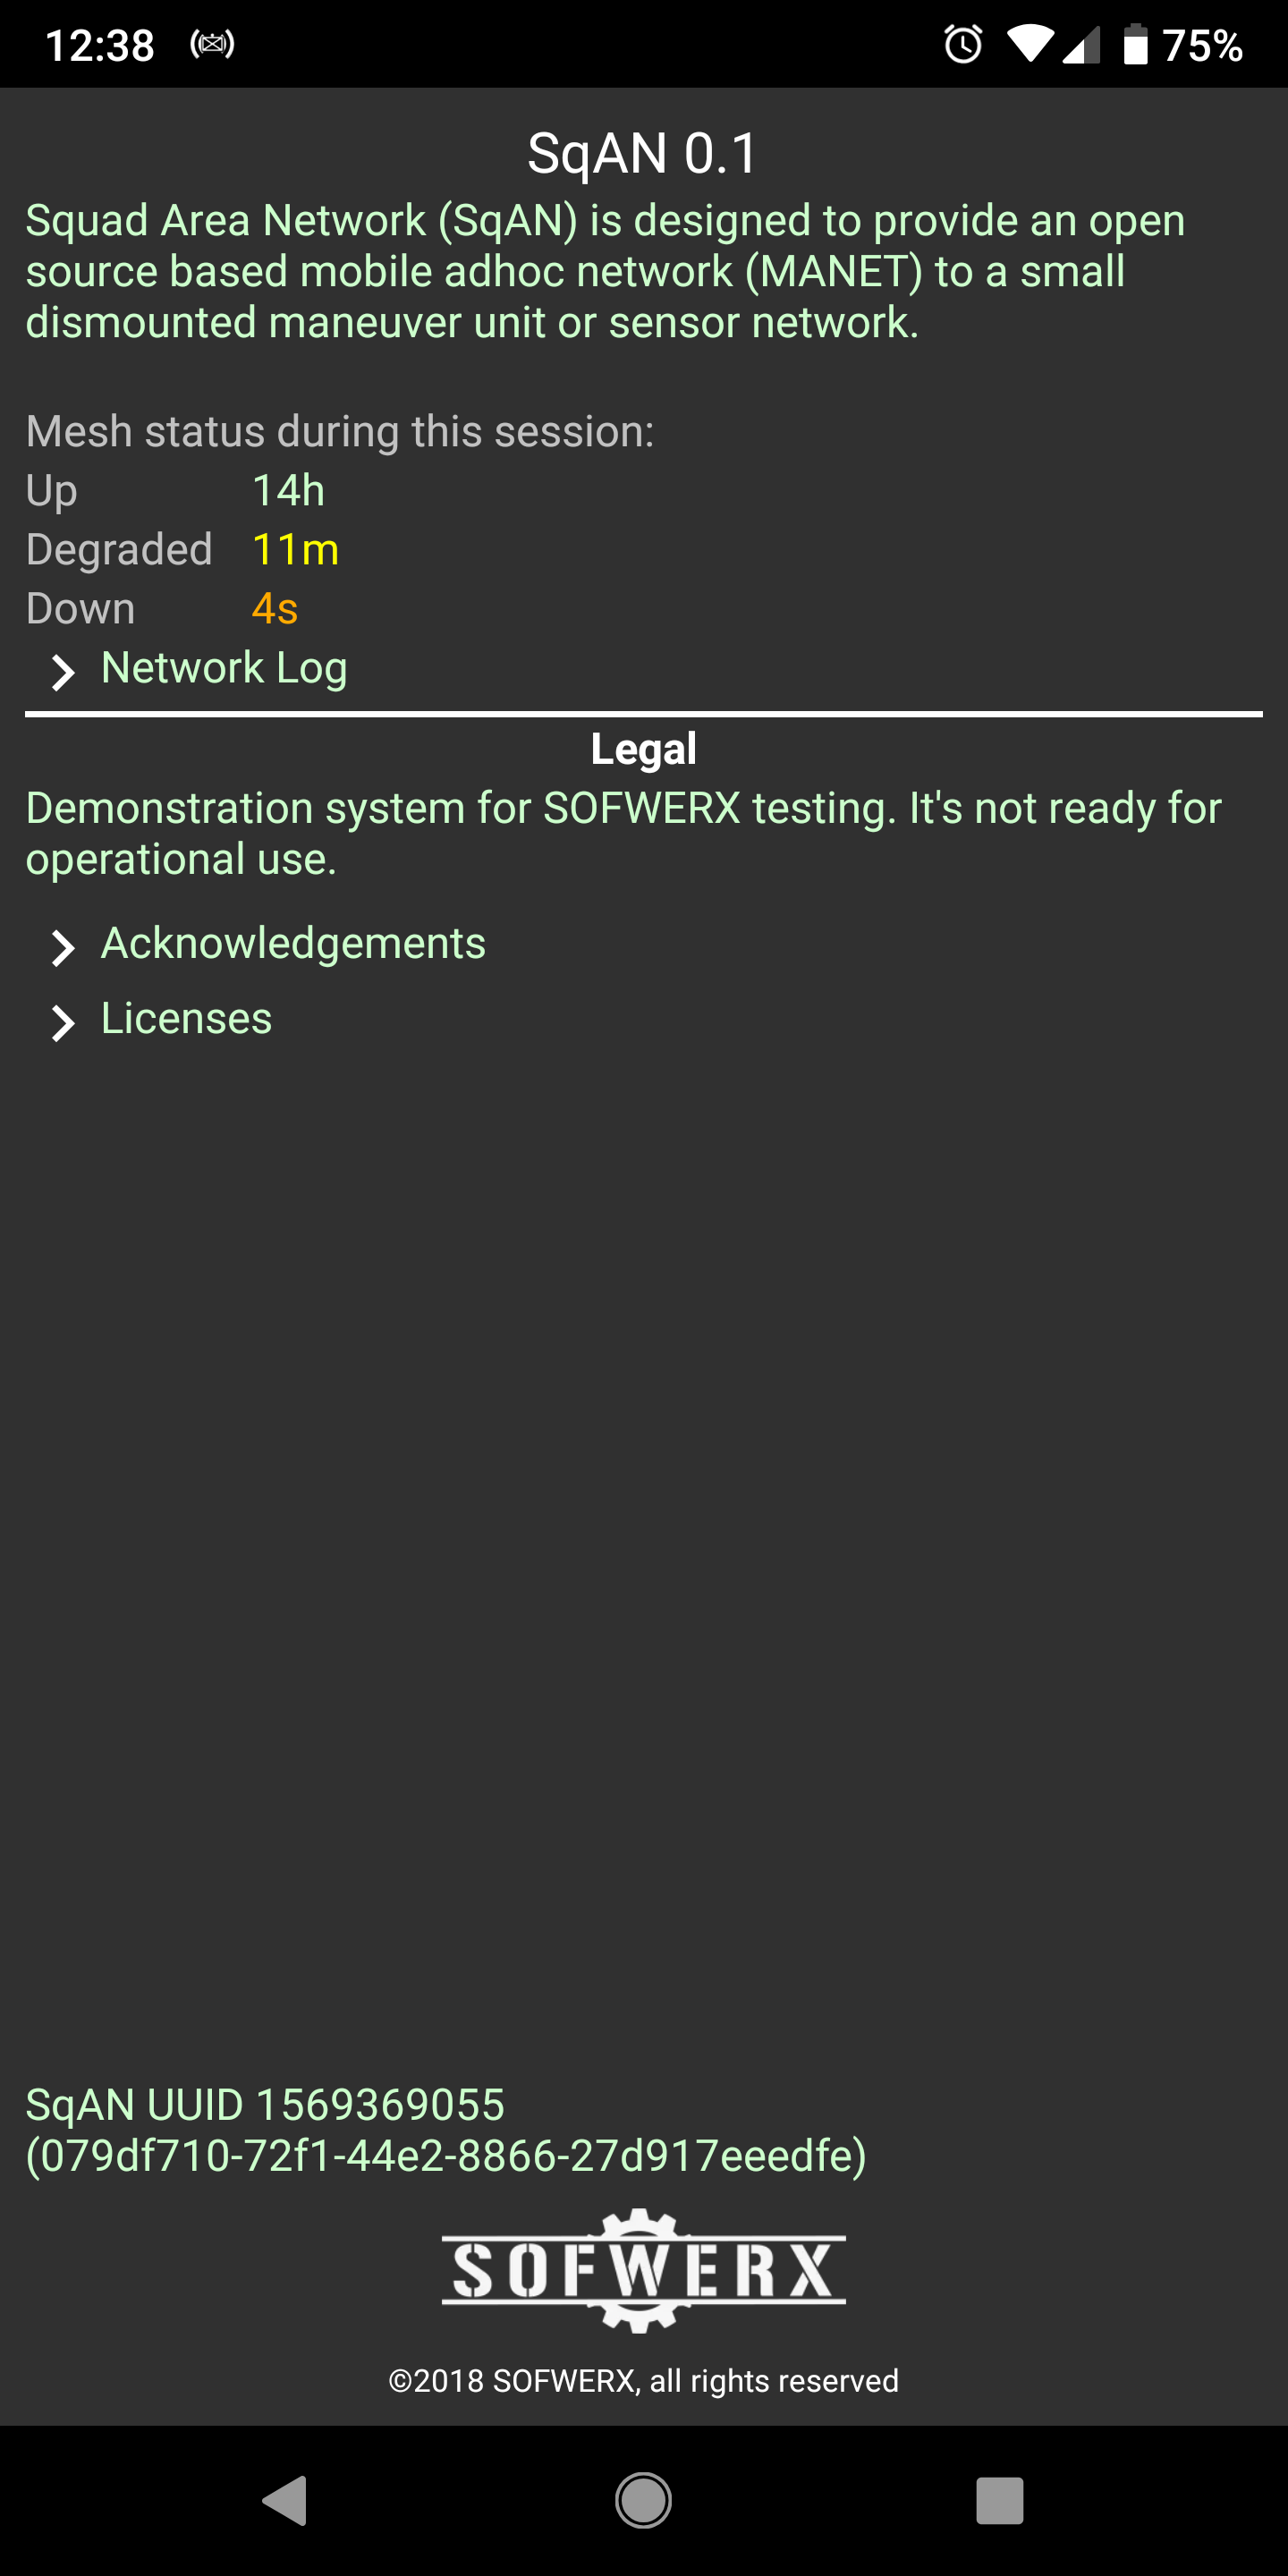 12:38
75%
SqAN 0.1
Squad Area Network (SqAN) is designed to provide an open
source based mobile adhoc network (MANET) to a small
dismounted maneuver unit or sensor network.
Mesh status during this session:
Up 14h
Degraded 11m
Down 4s
Network Log
Legal
Demonstration system for SOFWERX testing. It's not ready for
operational use.
Acknowledgements
Licenses
SqAN UUID 1569369055
(079df710-72f1-44e2-8866-27d917eeedfe)
SOFWERX
©2018 SOFWERX, all rights reserved